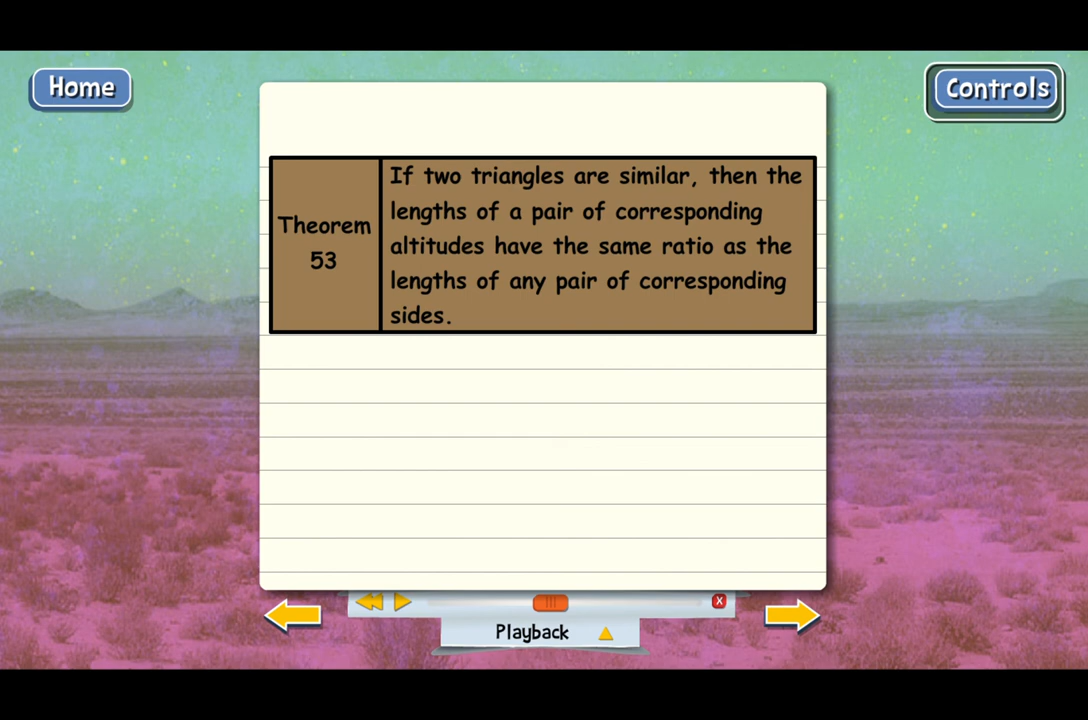 Home
Controls
Theorem
53
If two triangles are similar, then the
lengths of a pair of corresponding
altitudes have the same ratio as the
lengths of any pair of corresponding
sides.
X
Playback